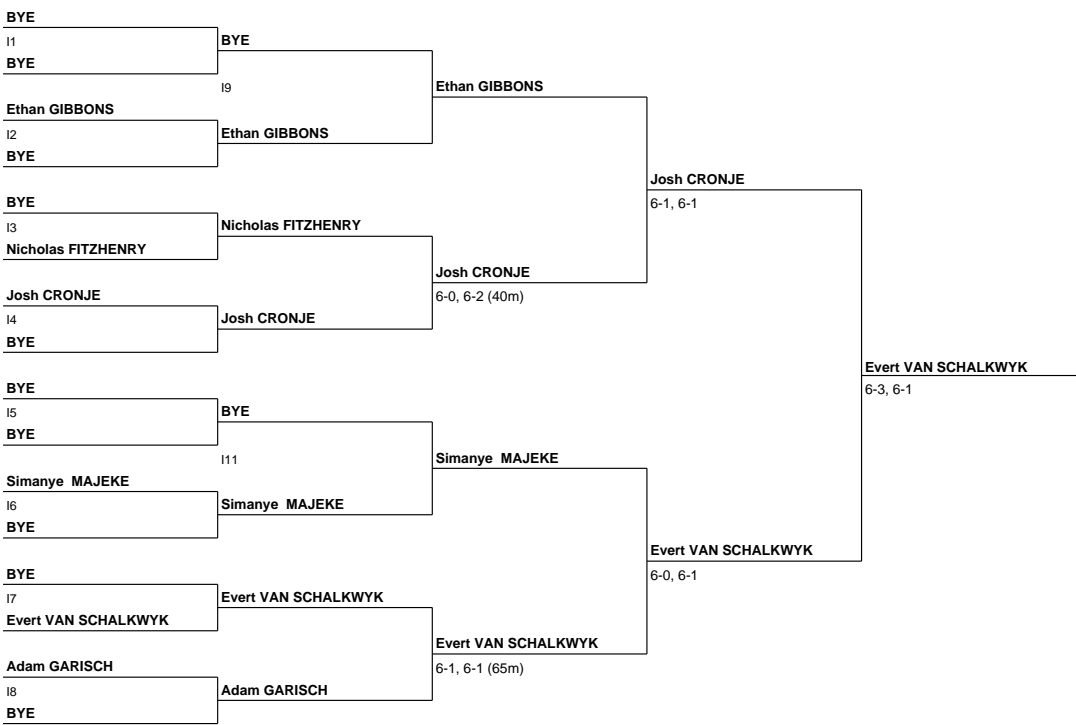 BYE
I1
BYE
Ethan GIBBONS
I2
BYE
BYE
I3
Nicholas FITZHENRY
Josh CRONJE
I4
BYE
BYE
I5
BYE
Simanye  MAJEKE
I6
BYE
BYE
I7
Evert VAN SCHALKWYK
Adam GARISCH
I8
BYE
BYE
I9
Ethan GIBBONS
Nicholas FITZHENRY
Josh CRONJE
BYE
I11
Simanye  MAJEKE
Evert VAN SCHALKWYK
Adam GARISCH
Ethan GIBBONS
Josh CRONJE
6-0, 6-2 (40m)
Simanye  MAJEKE
Evert VAN SCHALKWYK
6-1, 6-1 (65m)
Josh CRONJE
6-1, 6-1
Evert VAN SCHALKWYK
6-0, 6-1
Evert VAN SCHALKWYK
6-3, 6-1